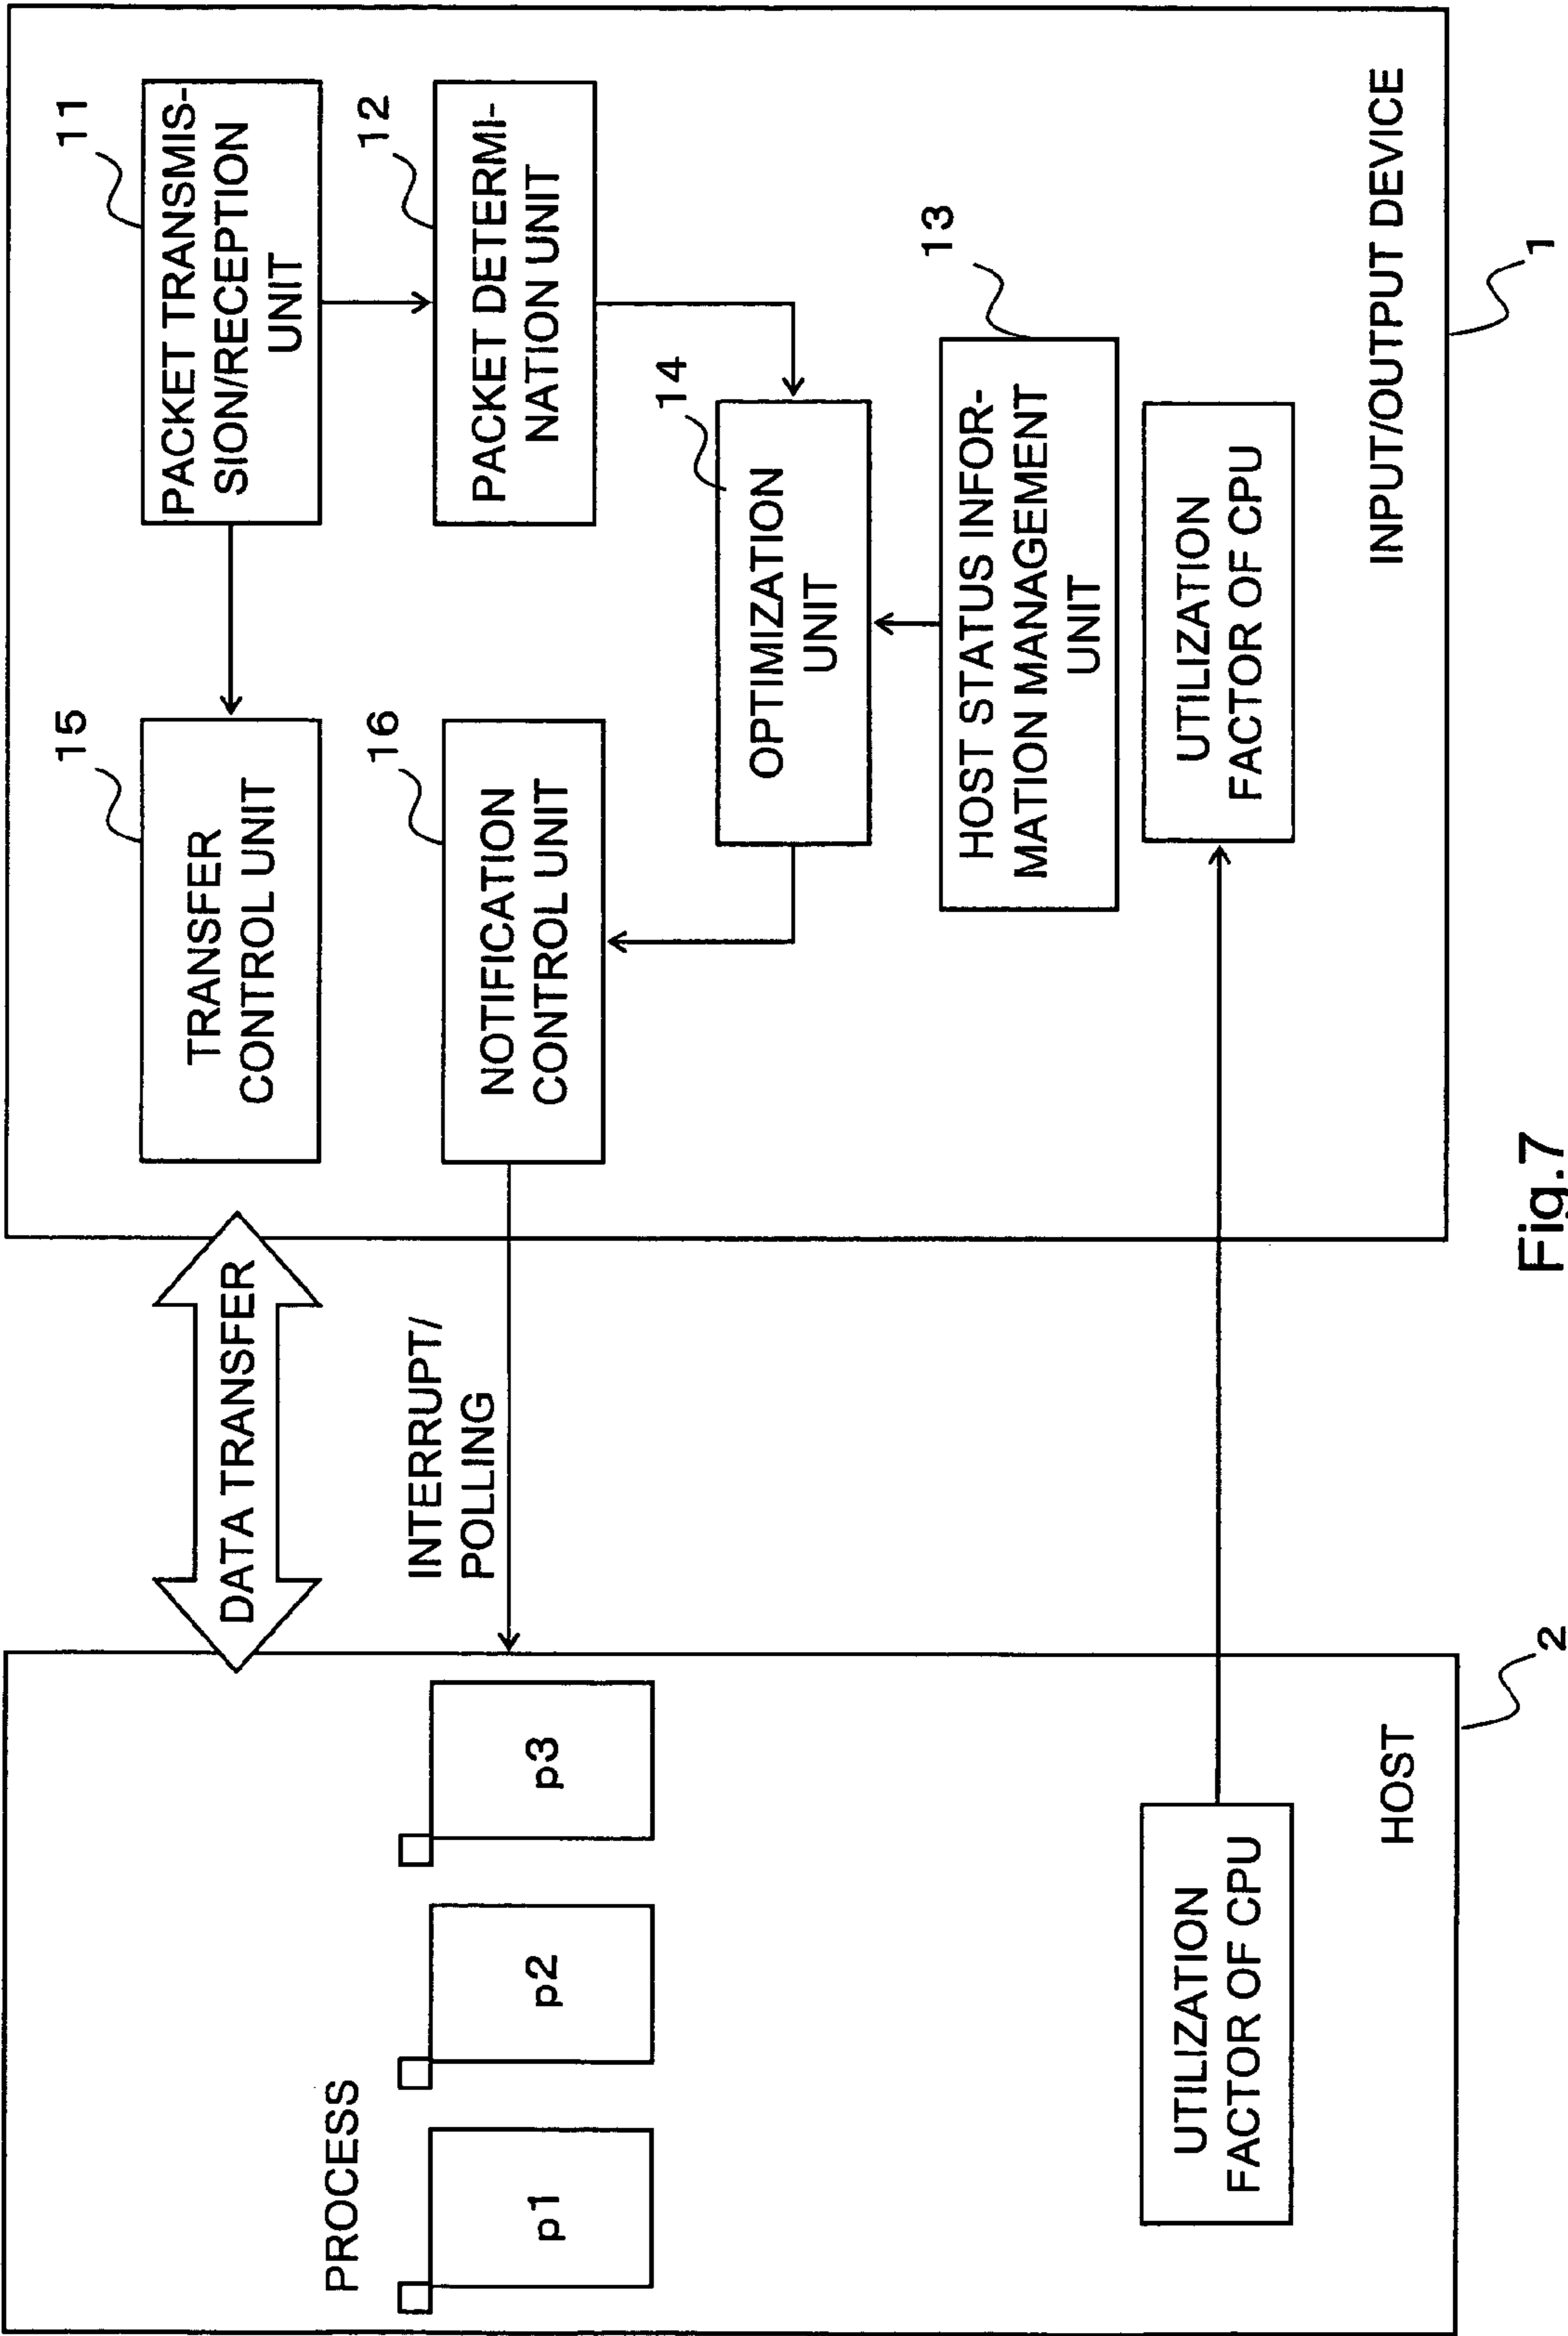 PROCESS
p1
p2
p3
UTILIZATION
FACTOR OF CPU
HOST
2
DATA TRANSFER
INTERRUPT/
POLLING
15
TRANSFER
CONTROL UNIT
16
NOTIFICATION
CONTROL UNIT
11
PACKET TRANSMIS-
SION/RECEPTION
UNIT
12
PACKET DETERMI-
NATION UNIT
14
OPTIMIZATION
UNIT
13
HOST STATUS INFOR-
MATION MANAGEMENT
UNIT
UTILIZATION
FACTOR OF CPU
INPUT/OUTPUT DEVICE
1
Fig.7